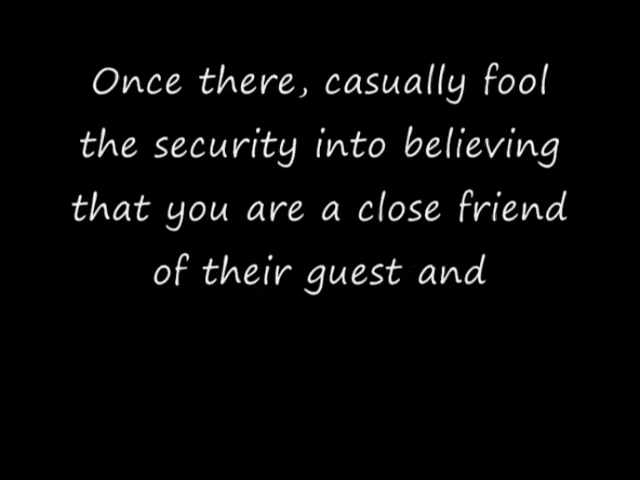 Once there, casually fool
the security into believing
that you are a close friend
of their guest and